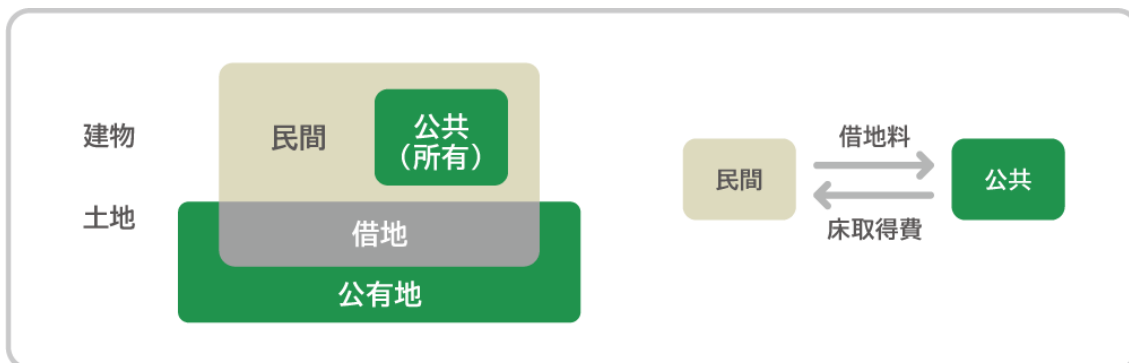 建物
民間
公共
（所有）
土地
借地
公有地
借地料
民間
公共
床取得費